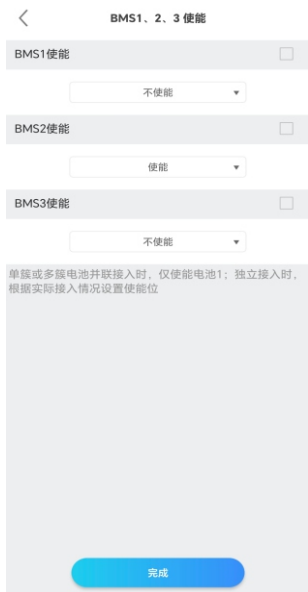 BMS1、2、3 使能
BMS1使能
不使能
BMS2使能
使能
BMS3使能
不使能
单簇或多簇电池并联接入时，仅使能电池1；独立接入时，
根据实际接入情况设置使能位
完成